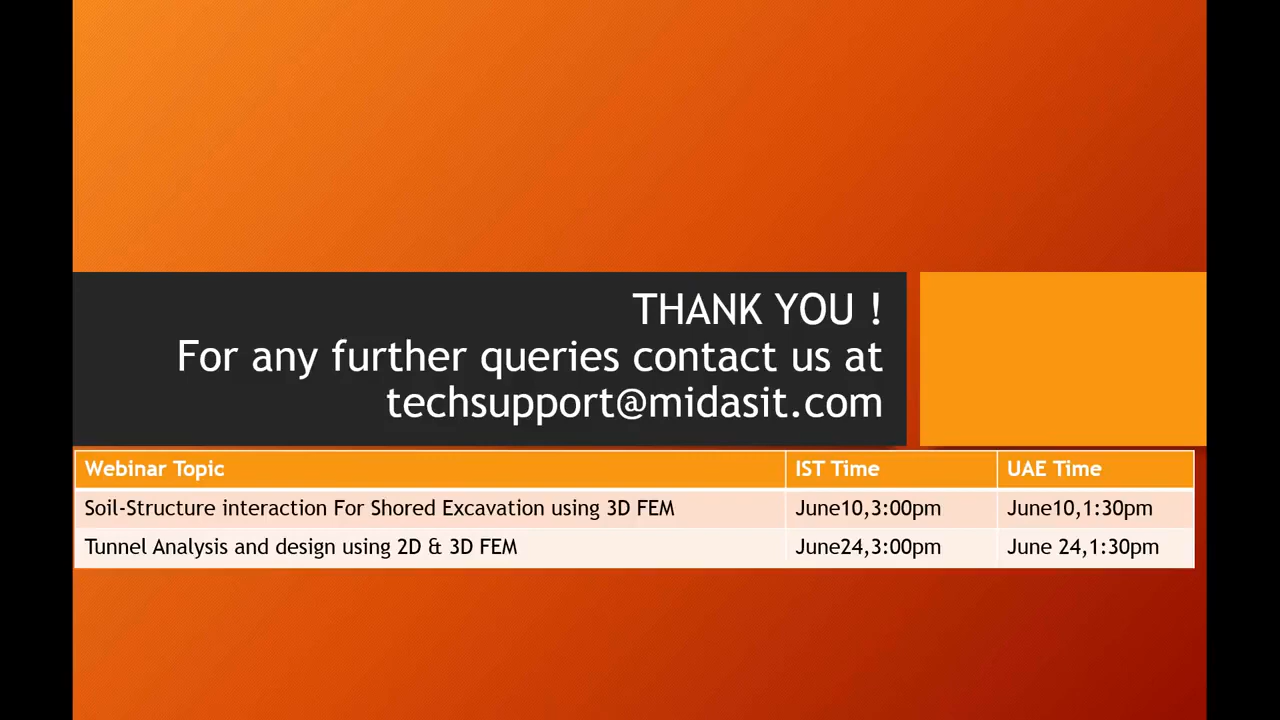 THANK YOU !
For any further queries contact us at
techsupport@midasit.com
Webinar Topic IST Time UAE Time
Soil-Structure interaction For Shored Excavation using 3D FEM June10,3:00pm June10,1:30pm
Tunnel Analysis and design using 2D & 3D FEM June24,3:00pm June 24,1:30pm